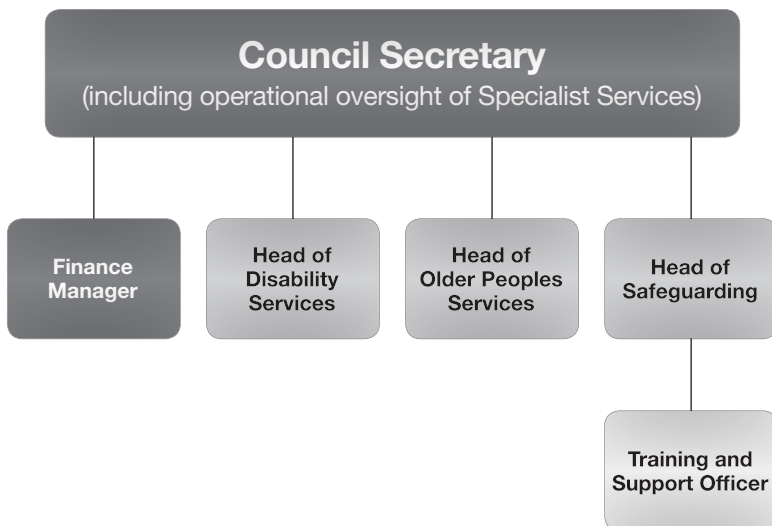 Council Secretary
(including operational oversight of Specialist Services)
Finance
Manager
Head of
Disability
Services
Head of
Older Peoples
Services
Head of
Safeguarding
Training and
Support Officer